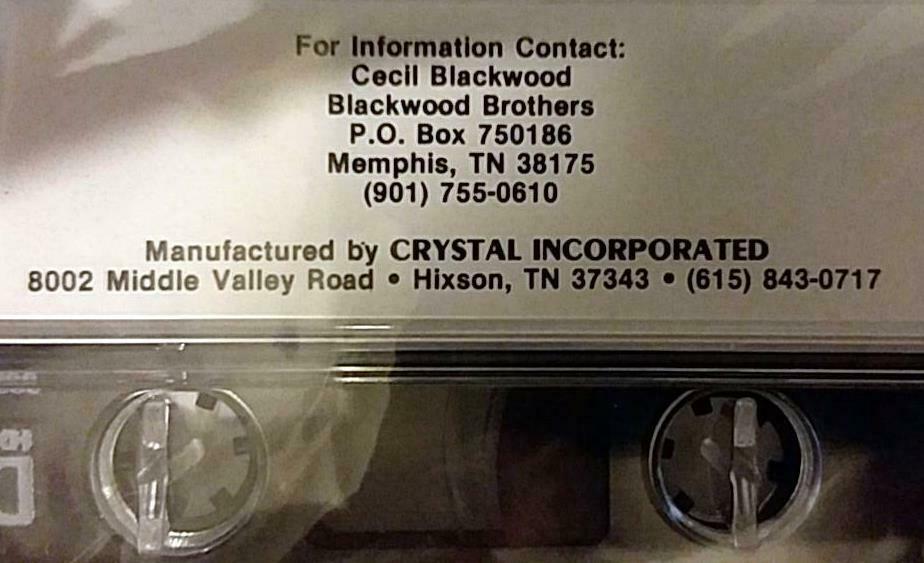 For Information Contact:
Cecil Blackwood
Blackwood Brothers
P.O. Box 750186
Memphis, TN 38175
(901) 755-0610
Manufactured by CRYSTAL INCORPORATED
8002 Middle Valley Road • Hixson, TN 37343 • (615) 843-0717